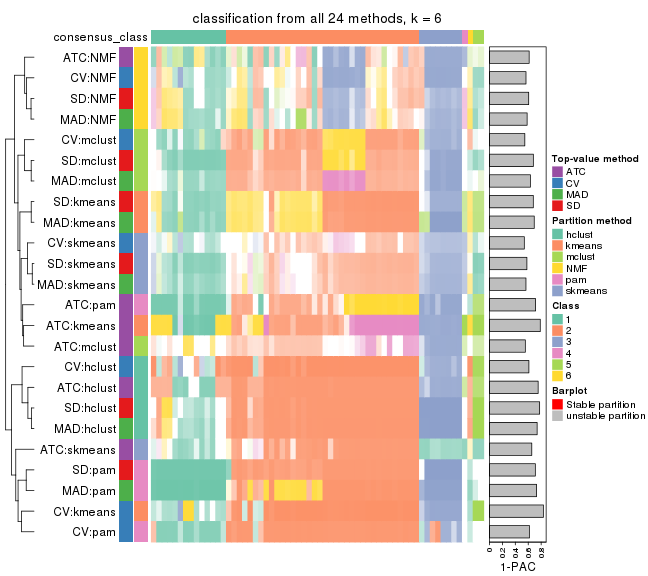 classification from all 24 methods, k = 6
consensus_class
ATC:NMF
CV:NMF
SD:NMF
MAD:NMF
CV:mclust
SD:mclust
MAD:mclust
SD:kmeans
MAD:kmeans
CV:skmeans
SD:skmeans
MAD:skmeans
ATC:pam
ATC:kmeans
ATC:mclust
CV:hclust
ATC:hclust
SD:hclust
MAD:hclust
ATC:skmeans
SD:pam
MAD:pam
CV:kmeans
CV:pam
0 0.2 0.4 0.6 0.8
1-PAC
Top-value method
ATC
CV
MAD
SD
Partition method
hclust
kmeans
mclust
NMF
pam
skmeans
Class
1
2
3
4
5
6
Barplot
Stable partition
unstable partition